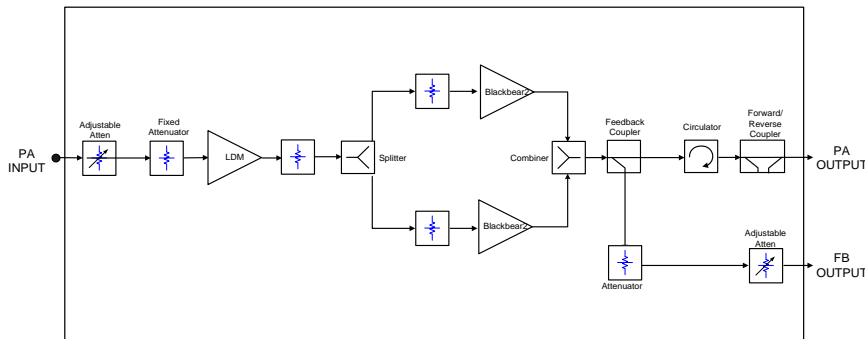 PA
INPUT
Adjustable
Atten
Fixed
Attenuator
LDM
Splitter
Blackbear2
Blackbear2
Combiner
Feedback
Coupler
Circulator
Forward/
Reverse
Coupler
PA
OUTPUT
Attenuator
Adjustable
Atten
FB
OUTPUT